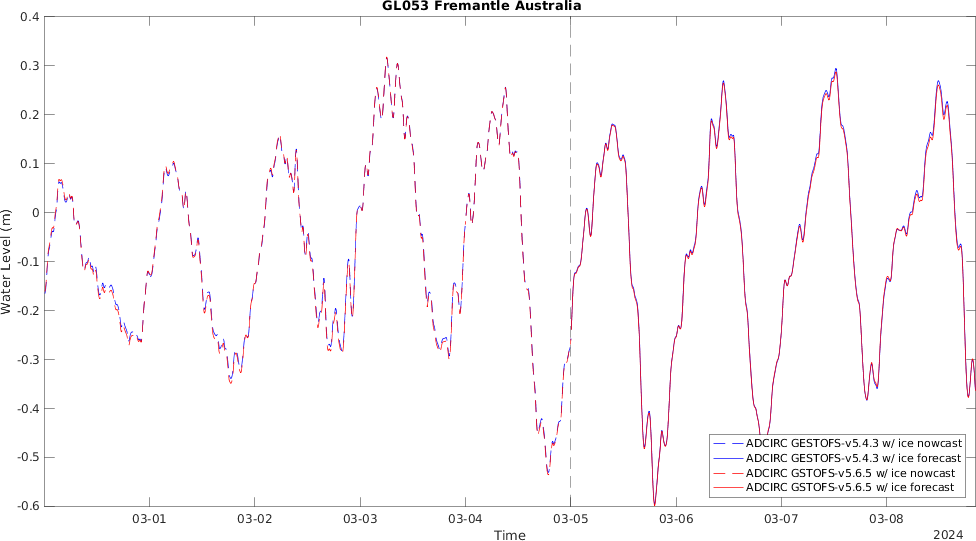 GL053 Fremantle Australia
0.4
0.3
0.2
0.1
0
-0.1
-0.2
-0.3
-0.4
-0.5
-0.6
Water Level (m)
ADCIRC GESTOFS-v5.4.3 w/ ice nowcast
ADCIRC GESTOFS-v5.4.3 w/ ice forecast
ADCIRC GSTOFS-v5.6.5 w/ ice nowcast
ADCIRC GSTOFS-v5.6.5 w/ ice forecast
03-01 03-02 03-03 03-04 03-05 03-06 03-07 03-08
Time
2024